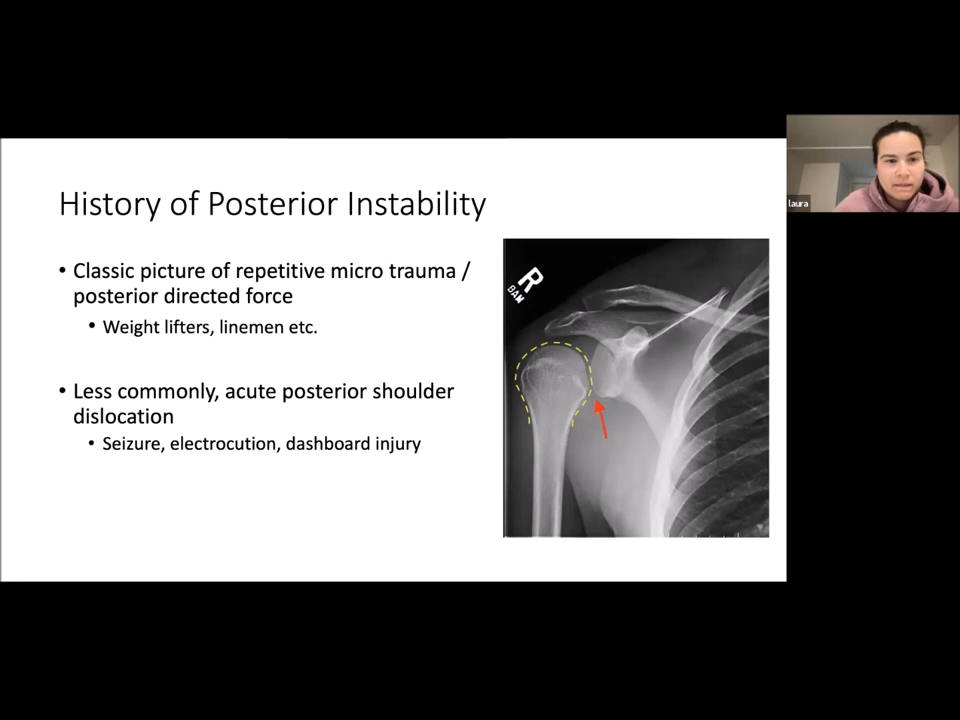 History of Posterior Instability
• Classic picture of repetitive micro trauma /
posterior directed force
• Weight lifters, linemen etc.
• Less commonly, acute posterior shoulder
dislocation
• Seizure, electrocution, dashboard injury
R
BAM
laura